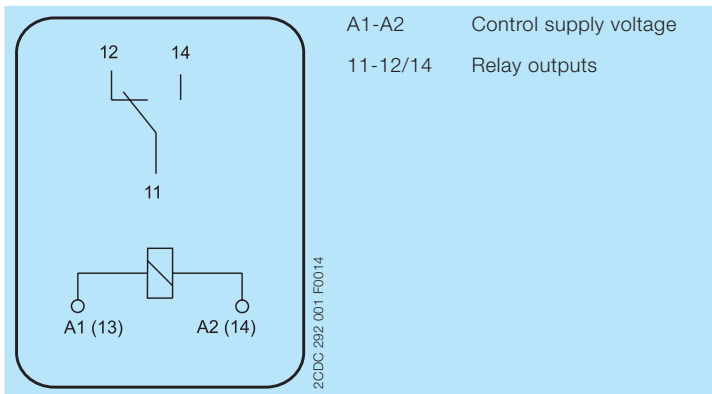 A1-A2 Control supply voltage
11-12/14 Relay outputs
12 14
11
A1 (13) A2 (14)
2CDC 292 001 F0014